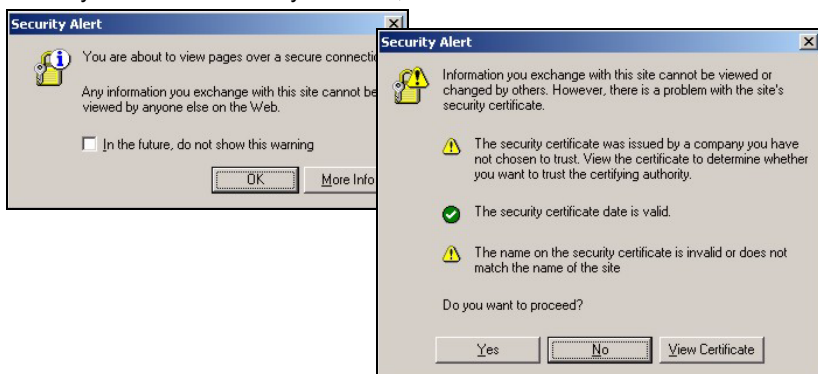 Security Alert
You are about to view pages over a secure
Any information you exchange with this site cannot be
viewed by anyone else on the Web.
In the future, do not show this warning
OK
More Info
Security Alert
Information you exchange with this site cannot be viewed or
changed by others. However, there is a problem with the site's
security certificate.
The security certificate was issued by a company you have
not chosen to trust. View the certificate to determine whether
you want to trust the certifying authority.
The security certificate date is valid.
The name on the security certificate is invalid or does not
match the name of the site
Do you want to proceed?
Yes
No
View Certificate